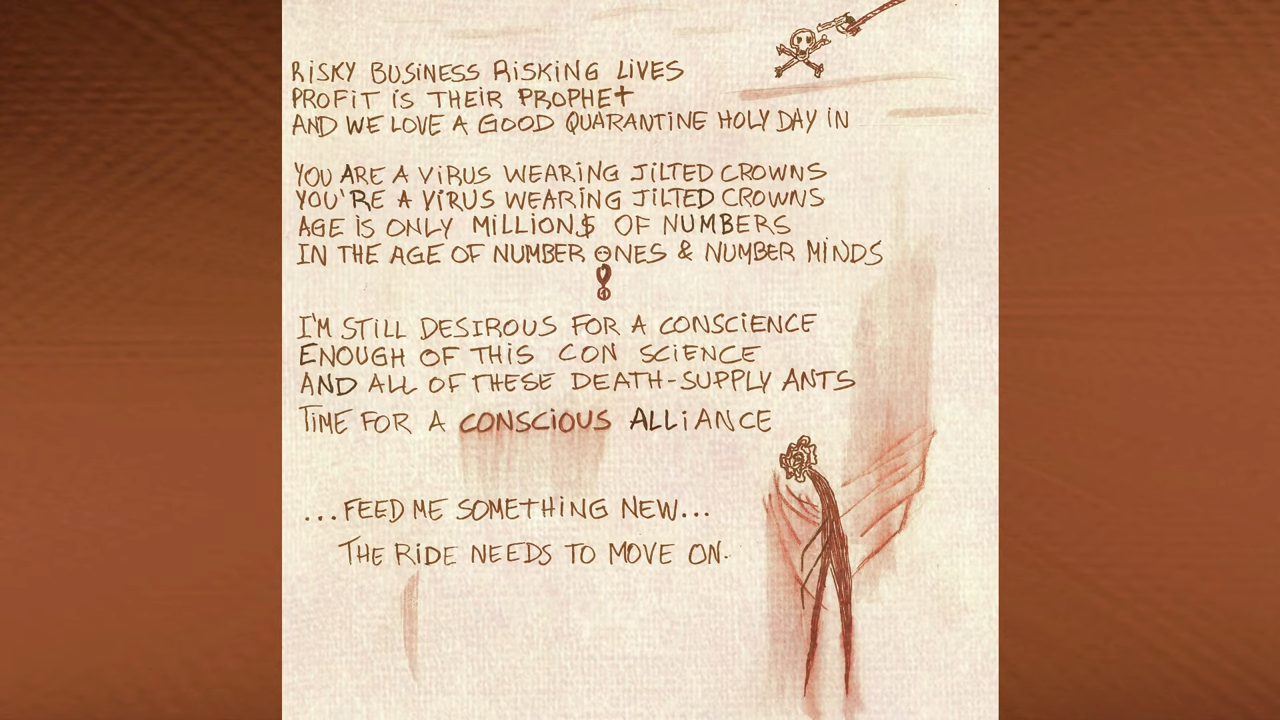 RISKY BUSINESS RISKING LIVES
PROFIT IS THEIR PROPHET
AND WE LOVE A GOOD QUARANTINE HOLY DAY IN
YOU ARE A VIRUS WEARING JILTED CROWNS
YOU'RE A VIRUS WEARING JILTED CROWNS
AGE IS ONLY MILLION$ OF NUMBERS
IN THE AGE OF NUMBER ONES & NUMBER MINDS
!
I'M STILL DESIROUS FOR A CONSCIENCE
ENOUGH OF THIS CON SCIENCE
AND ALL OF THESE DEATH-SUPPLY ANTS
TIME FOR A CONSCIOUS ALLIANCE
...FEED ME SOMETHING NEW...
THE RIDE NEEDS TO MOVE ON.